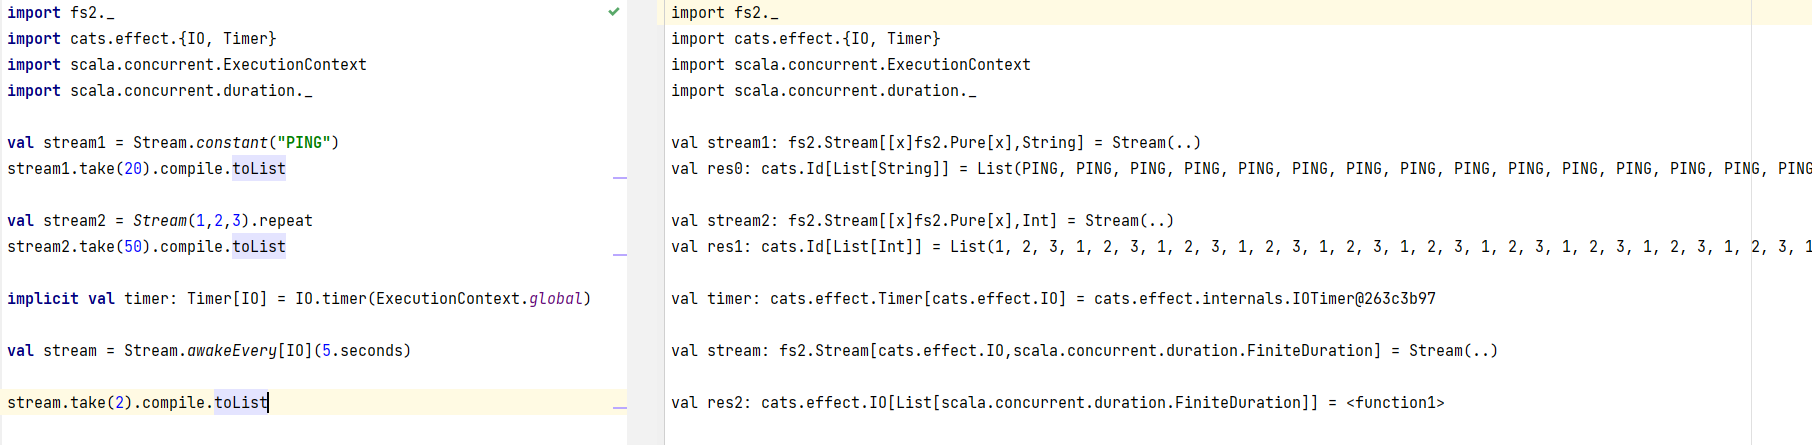 import fs2._
import cats.effect.{IO, Timer}
import scala.concurrent.ExecutionContext
import scala.concurrent.duration._
val stream1 = Stream.constant("PING")
stream1.take(20).compile.toList
val stream2 = Stream(1,2,3).repeat
stream2.take(50).compile.toList
implicit val timer: Timer[IO] = IO.timer(ExecutionContext.global)
val stream = Stream.awakeEvery[IO](5.seconds)
stream.take(2).compile.toList
import fs2._
import cats.effect.{IO, Timer}
import scala.concurrent.ExecutionContext
import scala.concurrent.duration._
val stream1: fs2.Stream[[x]fs2.Pure[x],String] = Stream(..)
val res0: cats.Id[List[String]] = List(PING, PING, PING, PING, PING, PING, PING, PING, PING, PING, PING, PING, PING, PING, PING
val stream2: fs2.Stream[[x]fs2.Pure[x],Int] = Stream(..)
val res1: cats.Id[List[Int]] = List(1, 2, 3, 1, 2, 3, 1, 2, 3, 1, 2, 3, 1, 2, 3, 1, 2, 3, 1, 2, 3, 1, 2, 3, 1, 2, 3, 1, 2, 3, 1
val timer: cats.effect.Timer[cats.effect.IO] = cats.effect.internals.IOTimer@263c3b97
val stream: fs2.Stream[cats.effect.IO,scala.concurrent.duration.FiniteDuration] = Stream(..)
val res2: cats.effect.IO[List[scala.concurrent.duration.FiniteDuration]] = <function1>